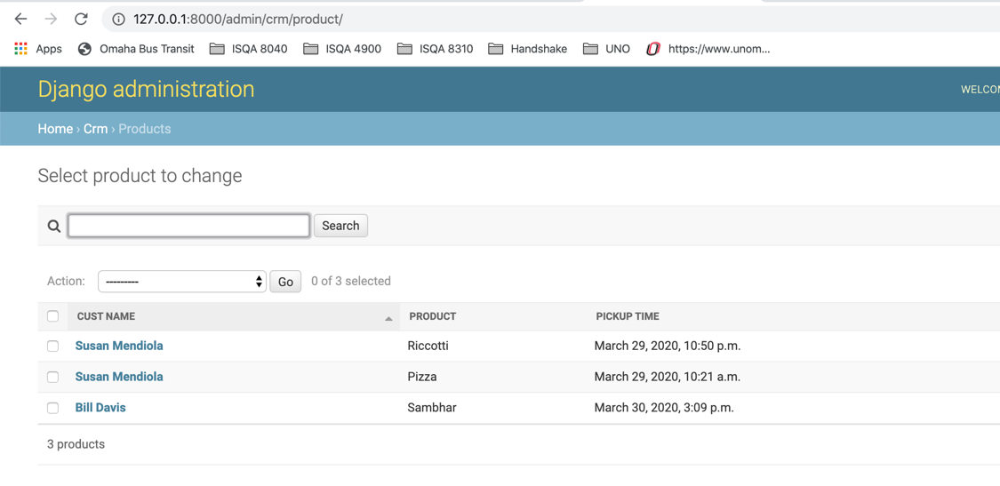 127.0.0.1:8000/admin/crm/product/
Apps Omaha Bus Transit ISQA 8040 ISQA 4900 ISQA 8310 Handshake UNO https://www.unom...
Django administration WELCOM
Home › Crm › Products
Select product to change
Search
Action: --------- Go 0 of 3 selected
CUST NAME PRODUCT PICKUP TIME
Susan Mendiola Riccotti March 29, 2020, 10:50 p.m.
Susan Mendiola Pizza March 29, 2020, 10:21 a.m.
Bill Davis Sambhar March 30, 2020, 3:09 p.m.
3 products